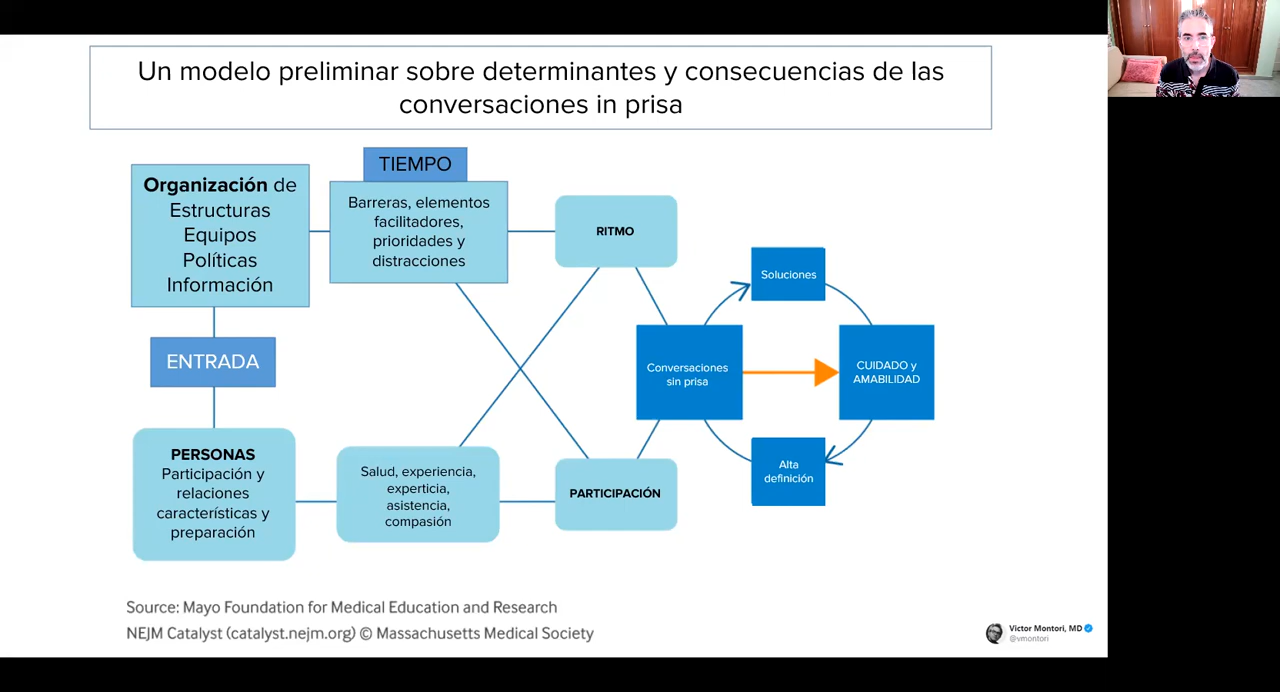 Un modelo preliminar sobre determinantes y consecuencias de las
conversaciones in prisa
Organización de
Estructuras
Equipos
Políticas
Información
TIEMPO
Barreras, elementos
facilitadores,
prioridades y
distracciones
RITMO
Soluciones
ENTRADA
Conversaciones
sin prisa
CUIDADO y
AMABILIDAD
PERSONAS
Participación y
relaciones
características y
preparación
Salud, experiencia,
experticia,
asistencia,
compasión
PARTICIPACIÓN
Alta
definición
Source: Mayo Foundation for Medical Education and Research
NEJM Catalyst (catalyst.nejm.org) © Massachusetts Medical Society
Victor Montori, MD
@vmontori